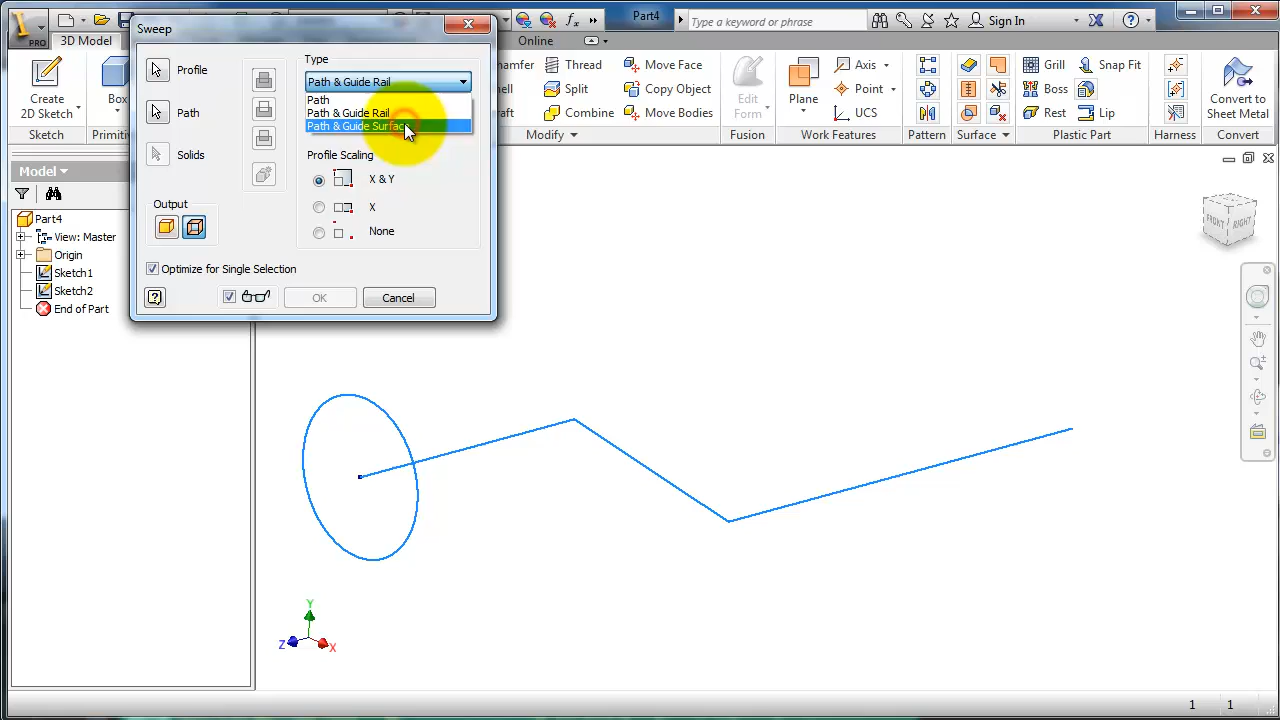 PRO
Part4
Type a keyword or phrase
Sign In
3D Model
Online
Create
2D Sketch
Box
Sketch
Primiti
Thread
Split
Combine
Move Face
Copy Object
Move Bodies
Modify
Edit
Form
Fusion
Plane
Axis
Point
UCS
Work Features
Pattern
Surface
Grill
Boss
Rest
Snap Fit
Lip
Plastic Part
Harness
Convert to
Sheet Metal
Convert
Sweep
Profile
Path
Solids
Output
Type
Path & Guide Rail
Path
Path & Guide Rail
Path & Guide Surface
Profile Scaling
X & Y
X
None
Optimize for Single Selection
OK
Cancel
Model
Part4
View: Master
Origin
Sketch1
Sketch2
End of Part
FRONT
RIGHT
Y
Z
X
1 1